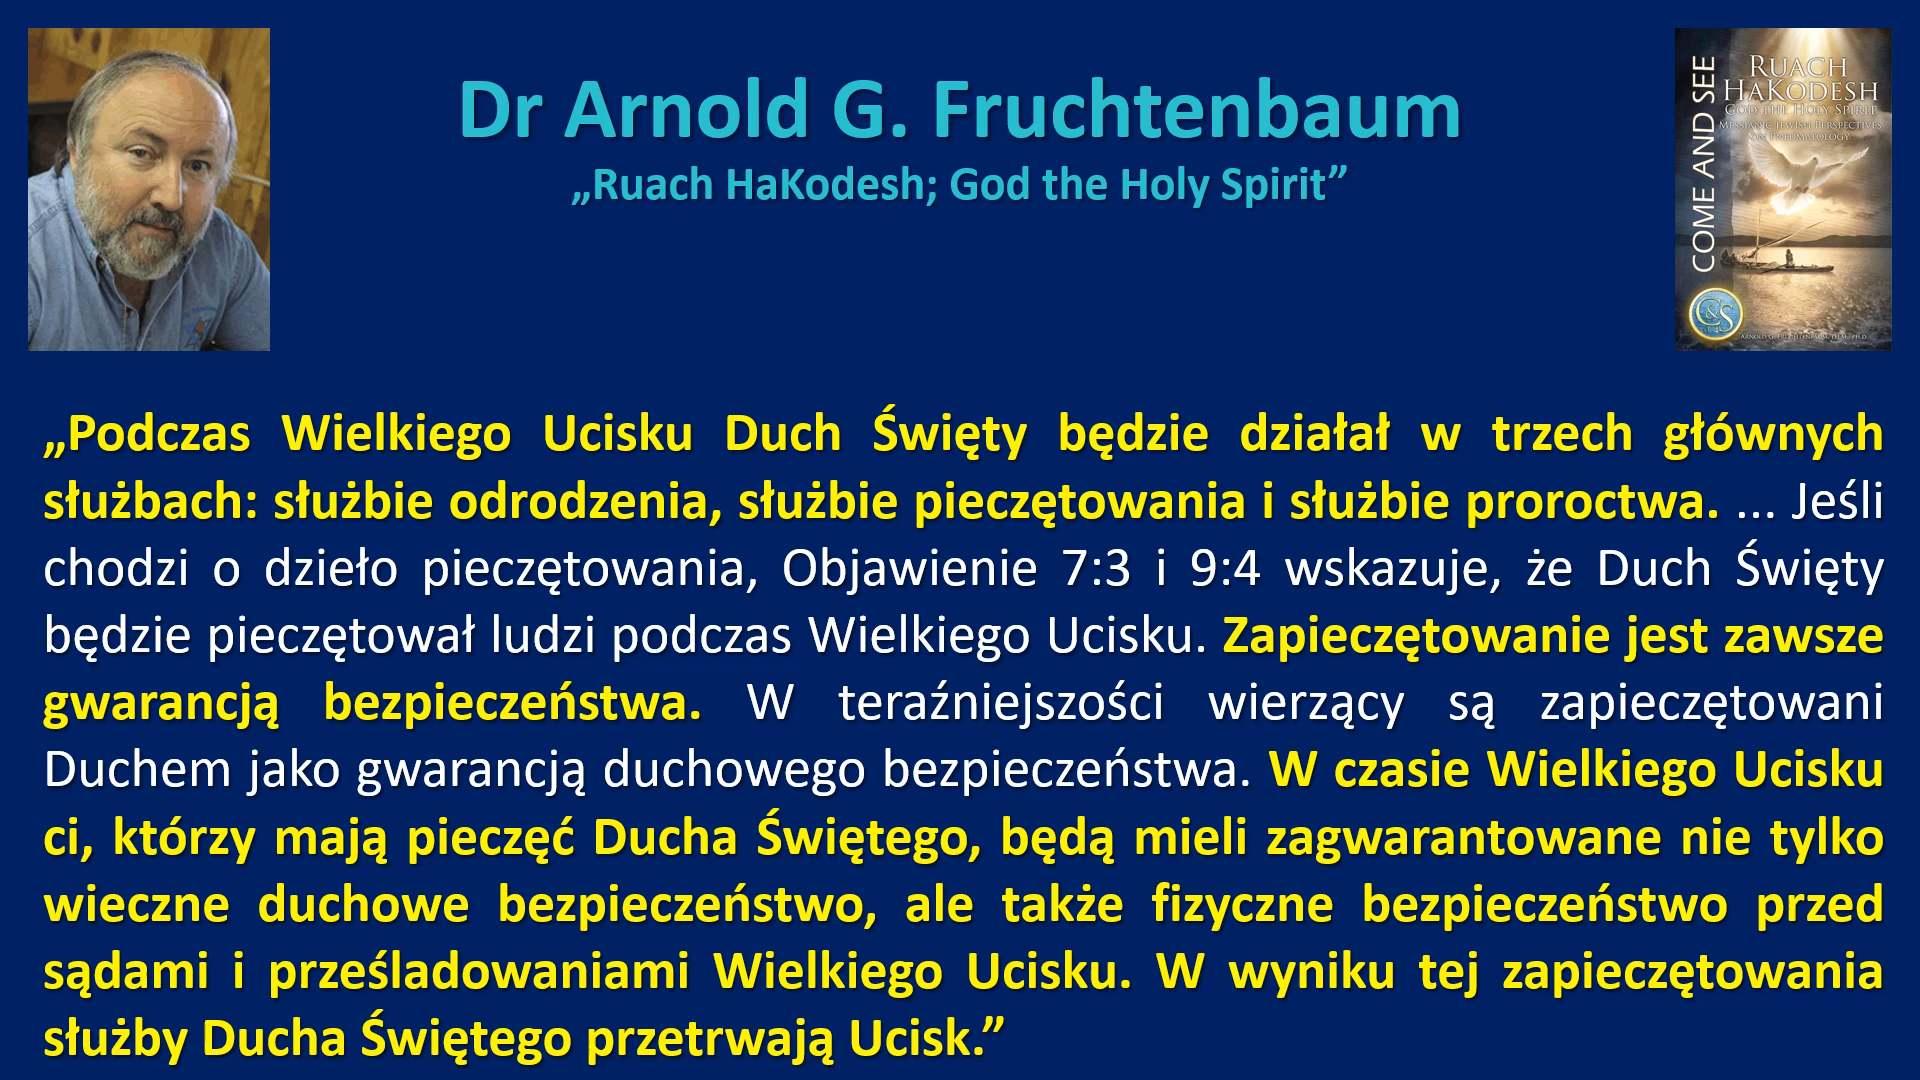 Dr Arnold G. Fruchtenbaum
„Ruach HaKodesh; God the Holy Spirit”
COME AND SEE
RUACH
HAKODESH
GOD THE HOLY SPIRIT
MESSIANIC JEWISH PERSPECTIVES
ON PNEUMATOLOGY
C&S
ARNOLD G. FRUCHTENBAUM, TH.M., PH.D.
„Podczas Wielkiego Ucisku Duch Święty będzie działał w trzech głównych
służbach: służbie odrodzenia, służbie pieczętowania i służbie proroctwa. ... Jeśli
chodzi o dzieło pieczętowania, Objawienie 7:3 i 9:4 wskazuje, że Duch Święty
będzie pieczętował ludzi podczas Wielkiego Ucisku. Zapieczętowanie jest zawsze
gwarancją bezpieczeństwa. W teraźniejszości wierzący są zapieczętowani
Duchem jako gwarancją duchowego bezpieczeństwa. W czasie Wielkiego Ucisku
ci, którzy mają pieczęć Ducha Świętego, będą mieli zagwarantowane nie tylko
wieczne duchowe bezpieczeństwo, ale także fizyczne bezpieczeństwo przed
sądami i prześladowaniami Wielkiego Ucisku. W wyniku tej zapieczętowania
służby Ducha Świętego przetrwają Ucisk.”